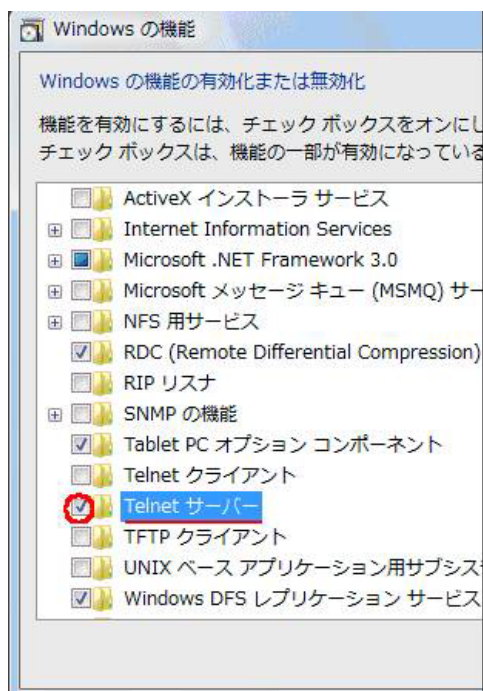 Windows の機能
Windows の機能の有効化または無効化
機能を有効にするには、チェック ボックスをオンにし
チェック ボックスは、機能の一部が有効になっている
ActiveX インストーラ サービス
Internet Information Services
Microsoft .NET Framework 3.0
Microsoft メッセージ キュー (MSMQ) サー
NFS 用サービス
RDC (Remote Differential Compression)
RIP リスナ
SNMP の機能
Tablet PC オプション コンポーネント
Telnet クライアント
Telnet サーバー
TFTP クライアント
UNIX ベース アプリケーション用サブシス
Windows DFS レプリケーション サービス